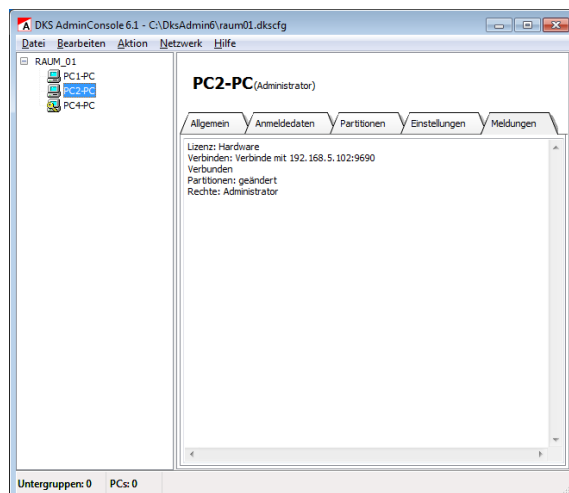 DKS AdminConsole 6.1 - C:\DksAdmin6\raum01.dkscfg
Datei Bearbeiten Aktion Netzwerk Hilfe
RAUM_01
PC1-PC
PC2-PC
PC4-PC
PC2-PC(Administrator)
Allgemein Anmeldedaten Partitionen Einstellungen Meldungen
Lizenz: Hardware
Verbinden: Verbinde mit 192.168.5.102:9690
Verbunden
Partitionen: geändert
Rechte: Administrator
Untergruppen: 0 PCs: 0